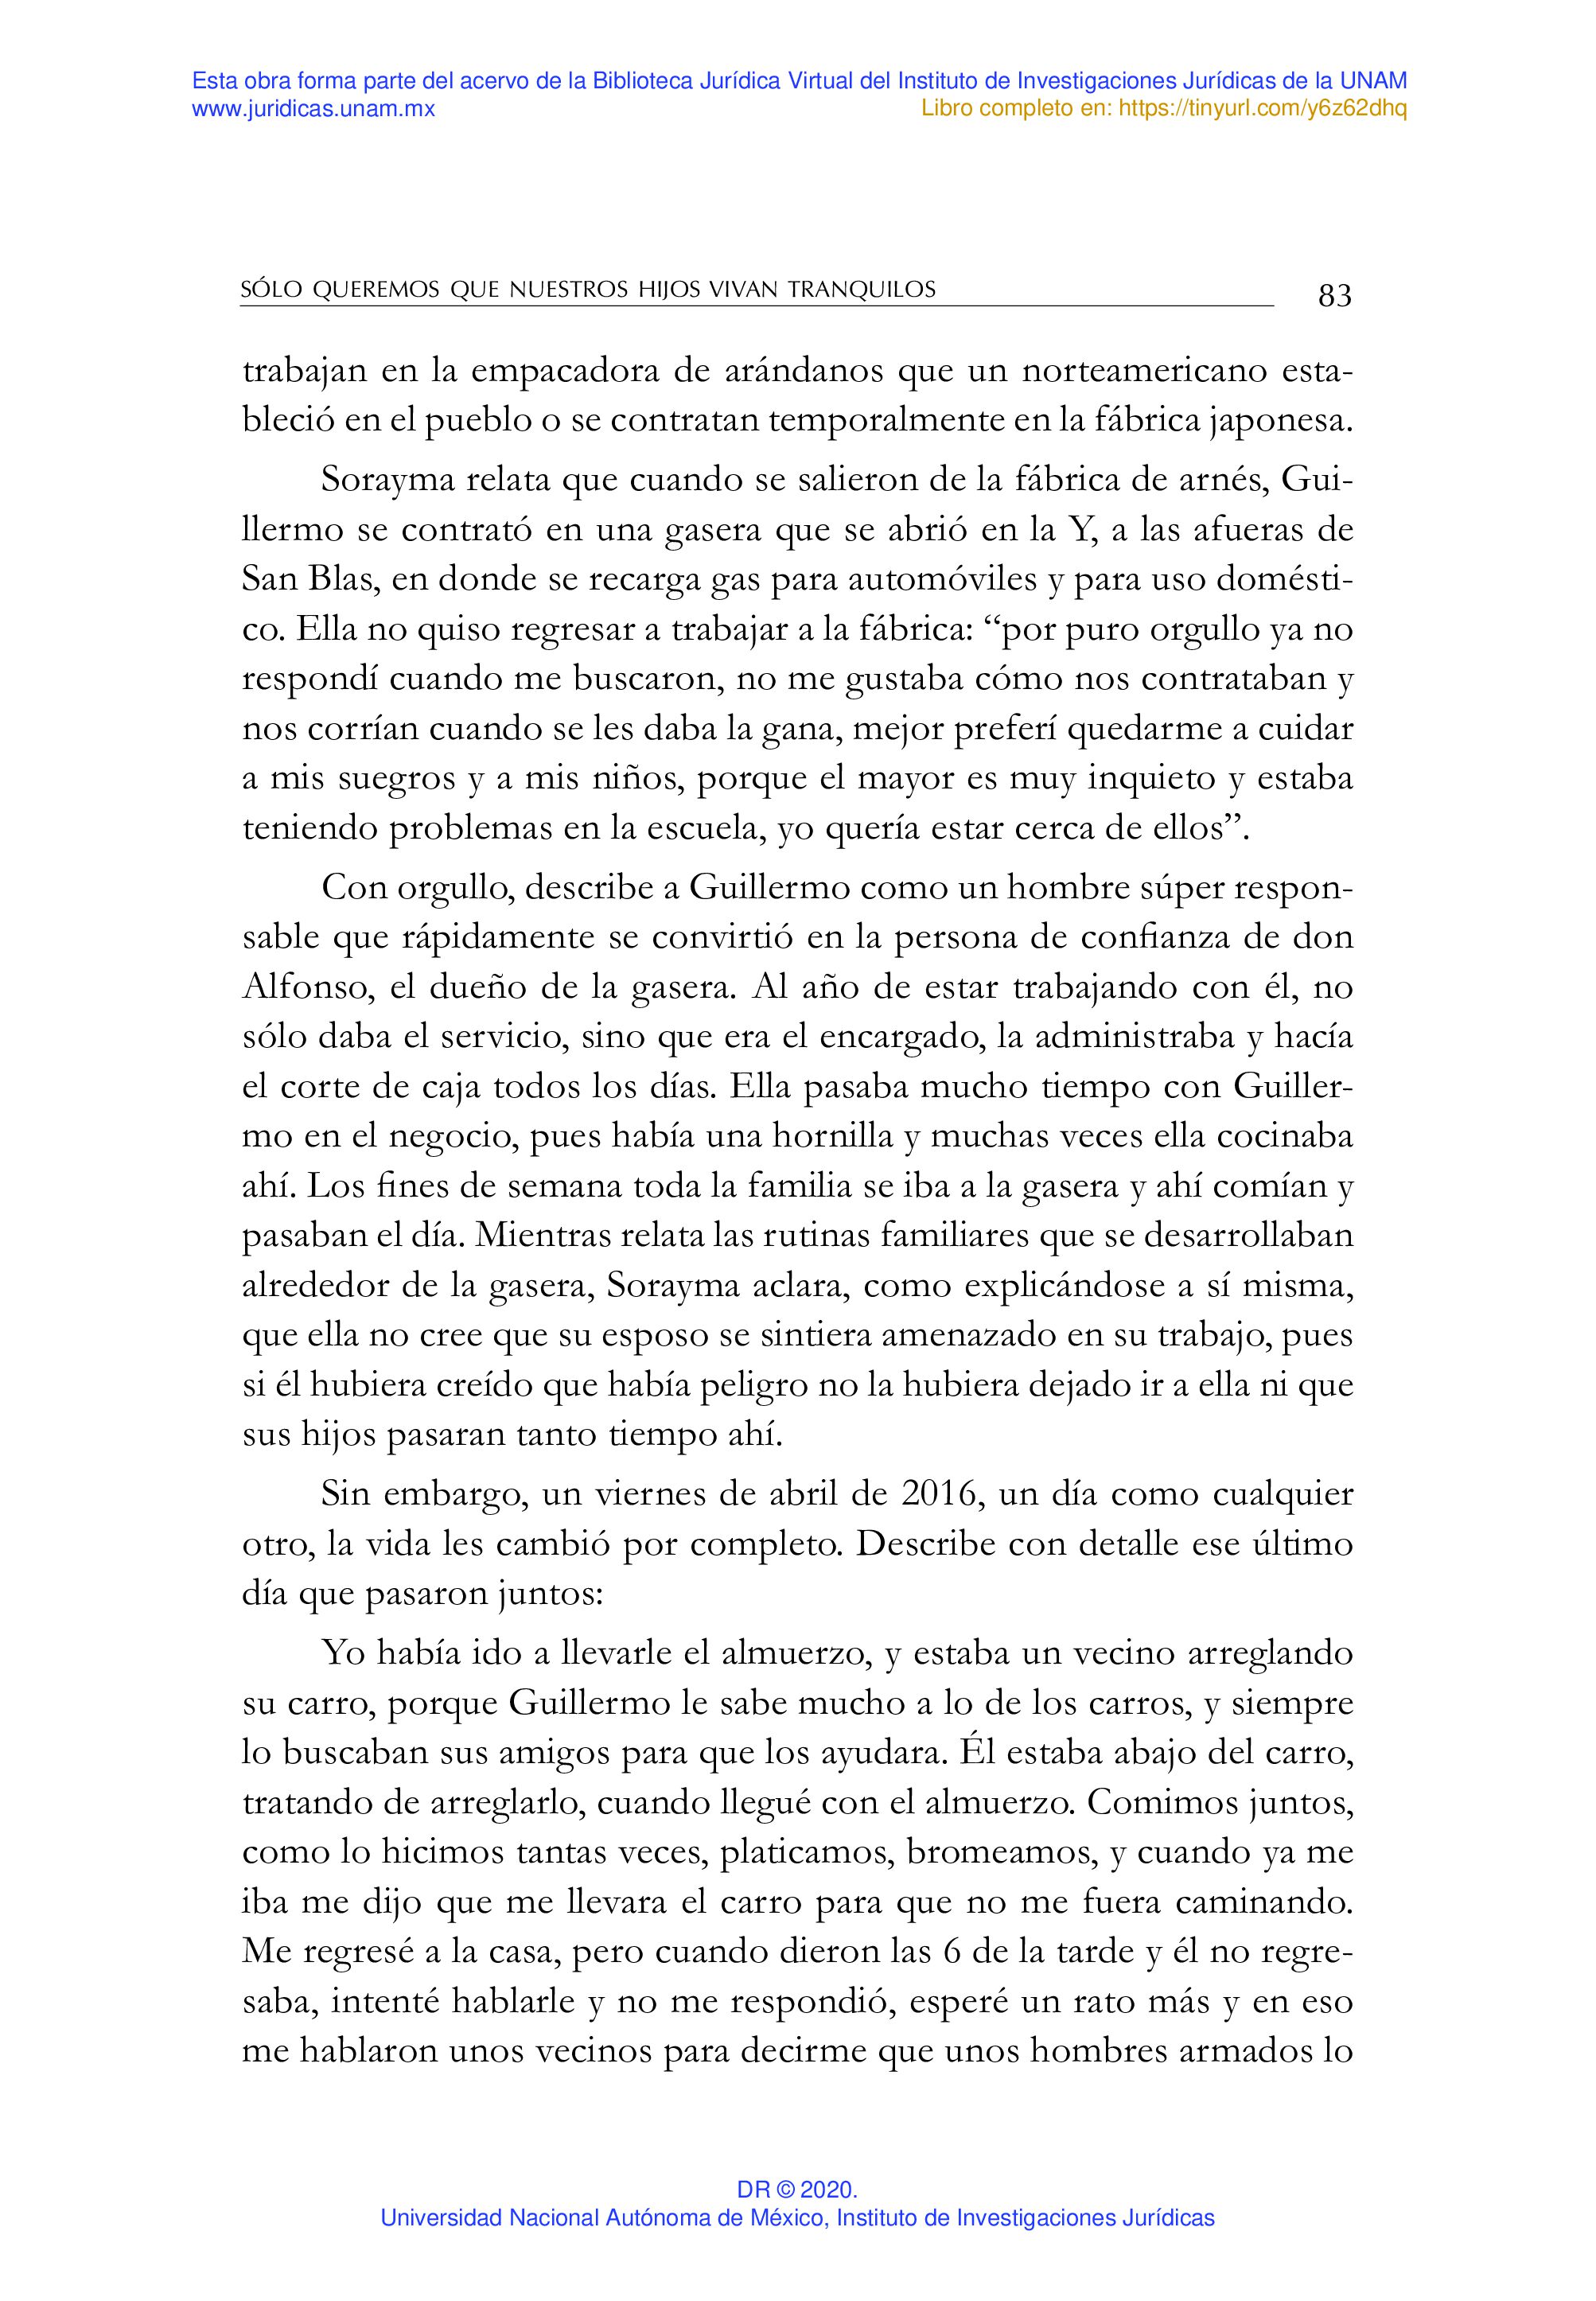 Esta obra forma parte del acervo de la Biblioteca Jurídica Virtual del Instituto de Investigaciones Jurídicas de la UNAM
www.juridicas.unam.mx
Libro completo en: https://tinyurl.com/y6z62dhq
SÓLO QUEREMOS QUE NUESTROS HIJOS VIVAN TRANQUILOS
83
trabajan en la empacadora de arándanos que un norteamericano esta-
bleció en el pueblo o se contratan temporalmente en la fábrica japonesa.
Sorayma relata que cuando se salieron de la fábrica de arnés, Gui-
llermo se contrató en una gasera que se abrió en la Y, a las afueras de
San Blas, en donde se recarga gas para automóviles y para uso domésti-
co. Ella no quiso regresar a trabajar a la fábrica: “por puro orgullo ya no
respondí cuando me buscaron, no me gustaba cómo nos contrataban y
nos corrían cuando se les daba la gana, mejor preferí quedarme a cuidar
a mis suegros y a mis niños, porque el mayor es muy inquieto y estaba
teniendo problemas en la escuela, yo quería estar cerca de ellos”.
Con orgullo, describe a Guillermo como un hombre súper respon-
sable que rápidamente se convirtió en la persona de confianza de don
Alfonso, el dueño de la gasera. Al año de estar trabajando con él, no
sólo daba el servicio, sino que era el encargado, la administraba y hacía
el corte de caja todos los días. Ella pasaba mucho tiempo con Guiller-
mo en el negocio, pues había una hornilla y muchas veces ella cocinaba
ahí. Los fines de semana toda la familia se iba a la gasera y ahí comían y
pasaban el día. Mientras relata las rutinas familiares que se desarrollaban
alrededor de la gasera, Sorayma aclara, como explicándose a sí misma,
que ella no cree que su esposo se sintiera amenazado en su trabajo, pues
si él hubiera creído que había peligro no la hubiera dejado ir a ella ni que
sus hijos pasaran tanto tiempo ahí.
Sin embargo, un viernes de abril de 2016, un día como cualquier
otro, la vida les cambió por completo. Describe con detalle ese último
día que pasaron juntos:
Yo había ido a llevarle el almuerzo, y estaba un vecino arreglando
su carro, porque Guillermo le sabe mucho a lo de los carros, y siempre
lo buscaban sus amigos para que los ayudara. Él estaba abajo del carro,
tratando de arreglarlo, cuando llegué con el almuerzo. Comimos juntos,
como lo hicimos tantas veces, platicamos, bromeamos, y cuando ya me
iba me dijo que me llevara el carro para que no me fuera caminando.
Me regresé a la casa, pero cuando dieron las 6 de la tarde y él no regre-
saba, intenté hablarle y no me respondió, esperé un rato más y en eso
me hablaron unos vecinos para decirme que unos hombres armados lo
DR © 2020.
Universidad Nacional Autónoma de México, Instituto de Investigaciones Jurídicas